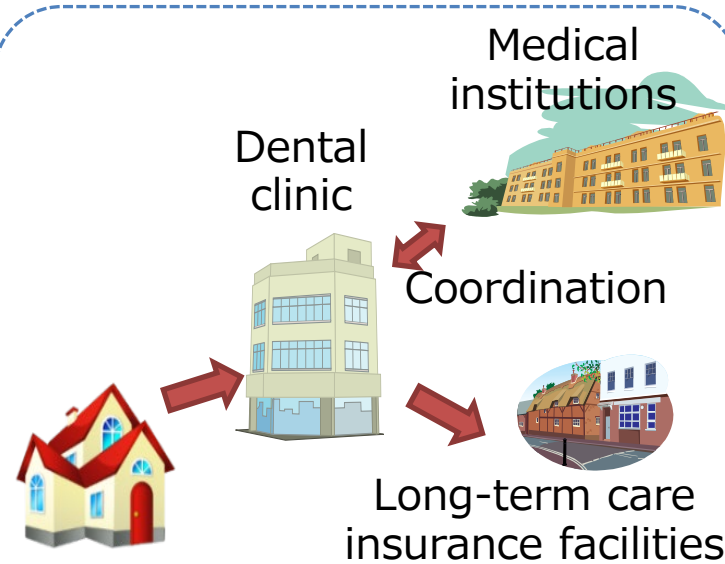 Medical
institutions
Dental
clinic
Coordination
Long-term care
insurance facilities